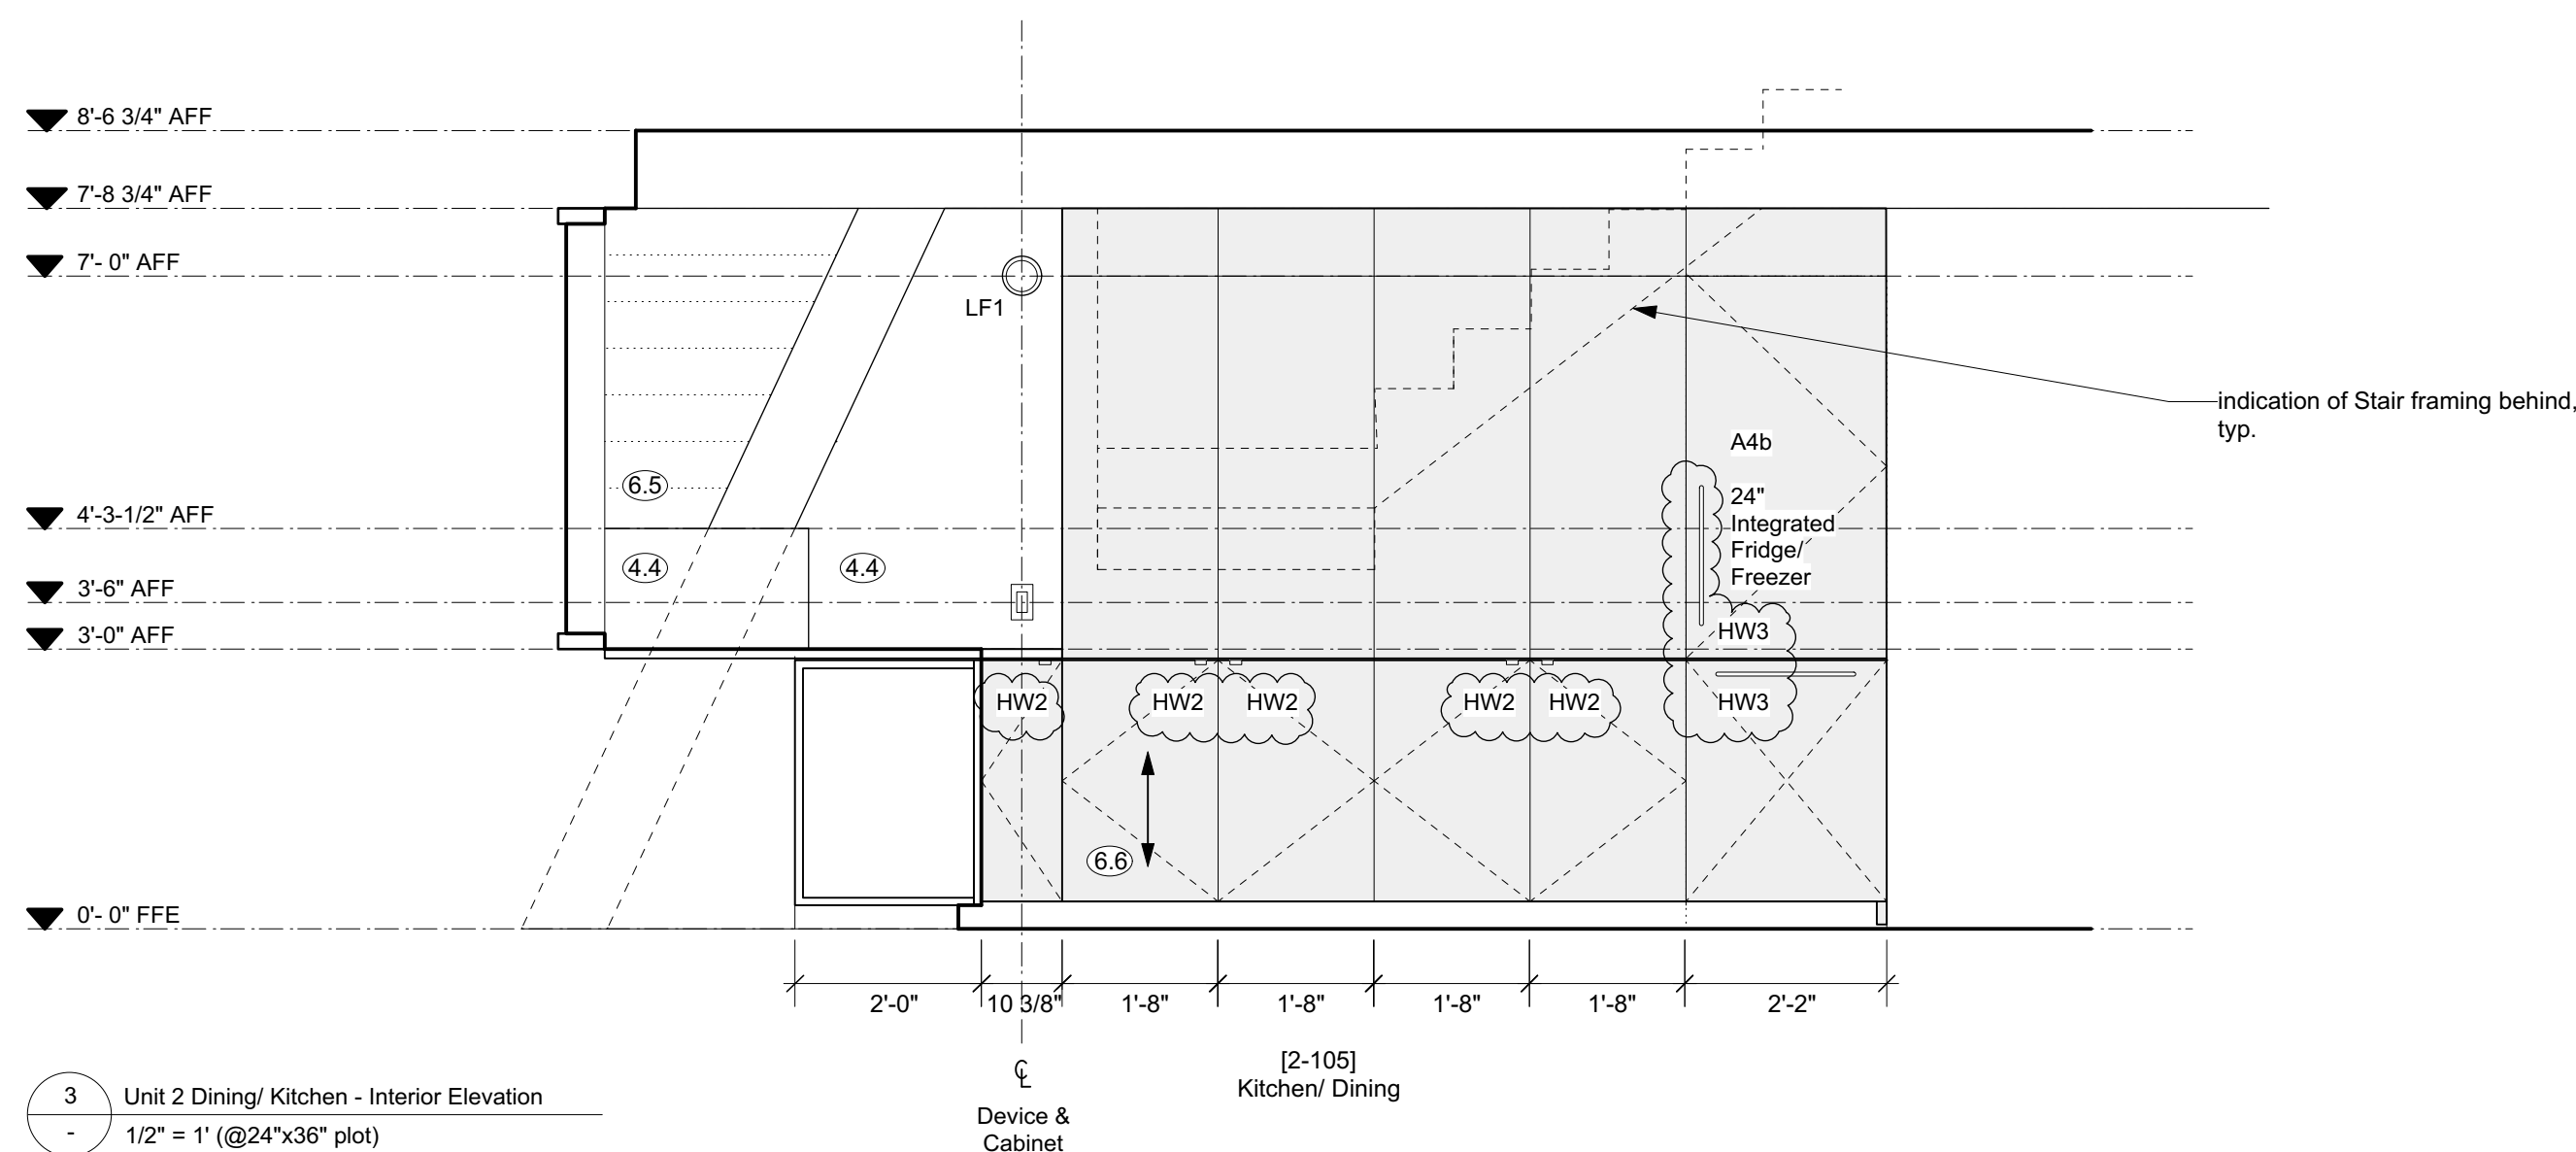 8'-6 3/4" AFF
7'-8 3/4" AFF
7'- 0" AFF
LF1
indication of Stair framing behind,
typ.
A4b
24"
Integrated
Fridge/
Freezer
6.5
4'-3-1/2" AFF
4.4
4.4
3'-6" AFF
3'-0" AFF
HW3
HW2
HW2
HW2
HW2
HW2
HW3
6.6
0'- 0" FFE
2'-0"
10 3/8"
1'-8"
1'-8"
1'-8"
1'-8"
2'-2"
℄
Device &
Cabinet
[2-105]
Kitchen/ Dining
3
Unit 2 Dining/ Kitchen - Interior Elevation
-
1/2" = 1' (@24"x36" plot)